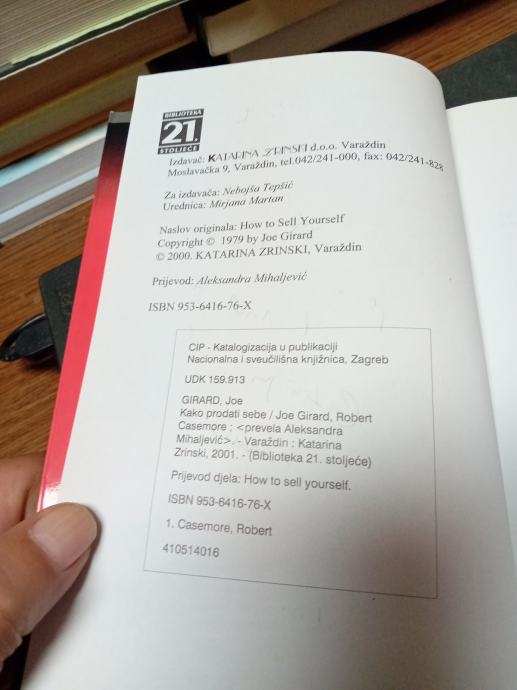 BIBLIOTEKA
21.
STOLJEĆE
Izdavač: KATARINA ZRINSKI d.o.o. Varaždin
Moslavačka 9, Varaždin, tel.042/241-000, fax: 042/241-828
Za izdavača: Nebojša Tepšić
Urednica: Mirjana Martan
Naslov originala: How to Sell Yourself
Copyright © 1979 by Joe Girard
© 2000. KATARINA ZRINSKI, Varaždin
Prijevod: Aleksandra Mihaljević
ISBN 953-6416-76-X
CIP - Katalogizacija u publikaciji
Nacionalna i sveučilišna knjižnica, Zagreb
UDK 159.913
GIRARD, Joe
Kako prodati sebe / Joe Girard, Robert
Casemore ; <prevela Aleksandra
Mihaljević>. - Varaždin : Katarina
Zrinski, 2001. - (Biblioteka 21. stoljeće)
Prijevod djela: How to sell yourself.
ISBN 953-6416-76-X
1. Casemore, Robert
410514016